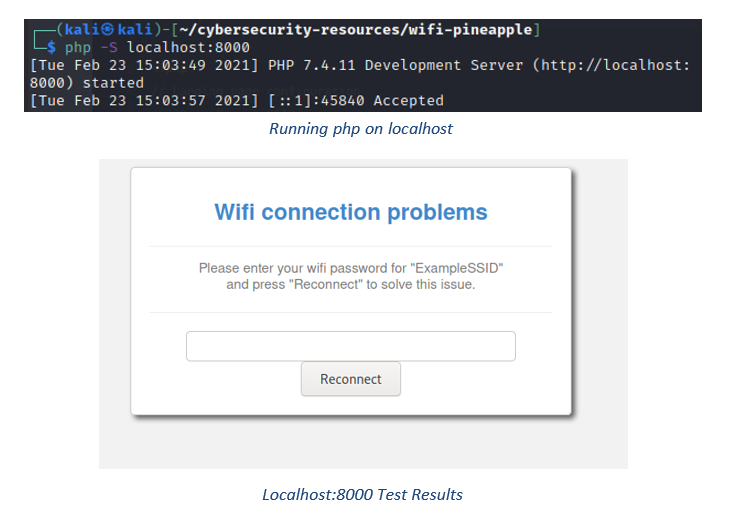 ┌──(kali㉿kali)-[~/cybersecurity-resources/wifi-pineapple]
└─$ php -S localhost:8000
[Tue Feb 23 15:03:49 2021] PHP 7.4.11 Development Server (http://localhost:
8000) started
[Tue Feb 23 15:03:57 2021] [::1]:45840 Accepted
Running php on localhost
Wifi connection problems
Please enter your wifi password for "ExampleSSID"
and press "Reconnect" to solve this issue.
Reconnect
Localhost:8000 Test Results